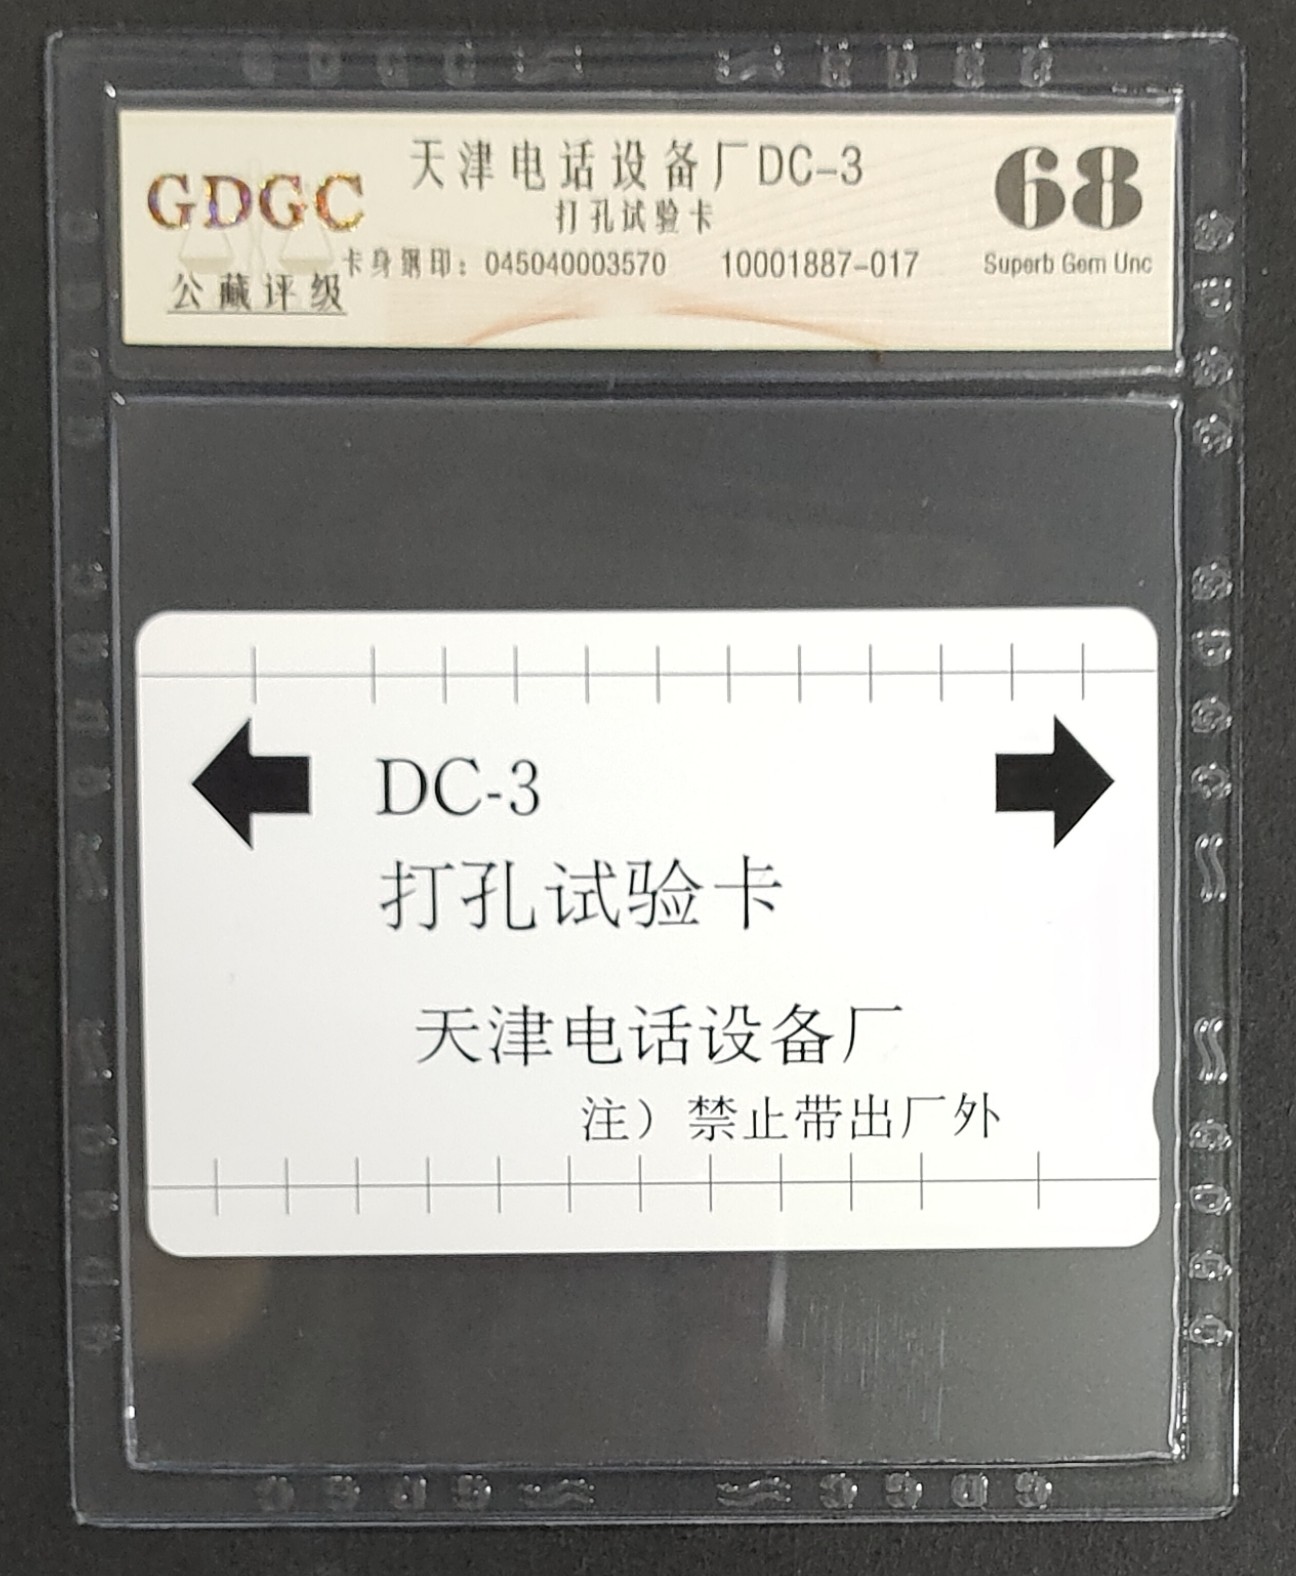 天津电话设备厂DC-3
GDGC
打孔试验卡
68
卡身钢印：045040003570 10001887-017
Superb Gem Unc
公藏评级
DC-3
打孔试验卡
天津电话设备厂
注）禁止带出厂外